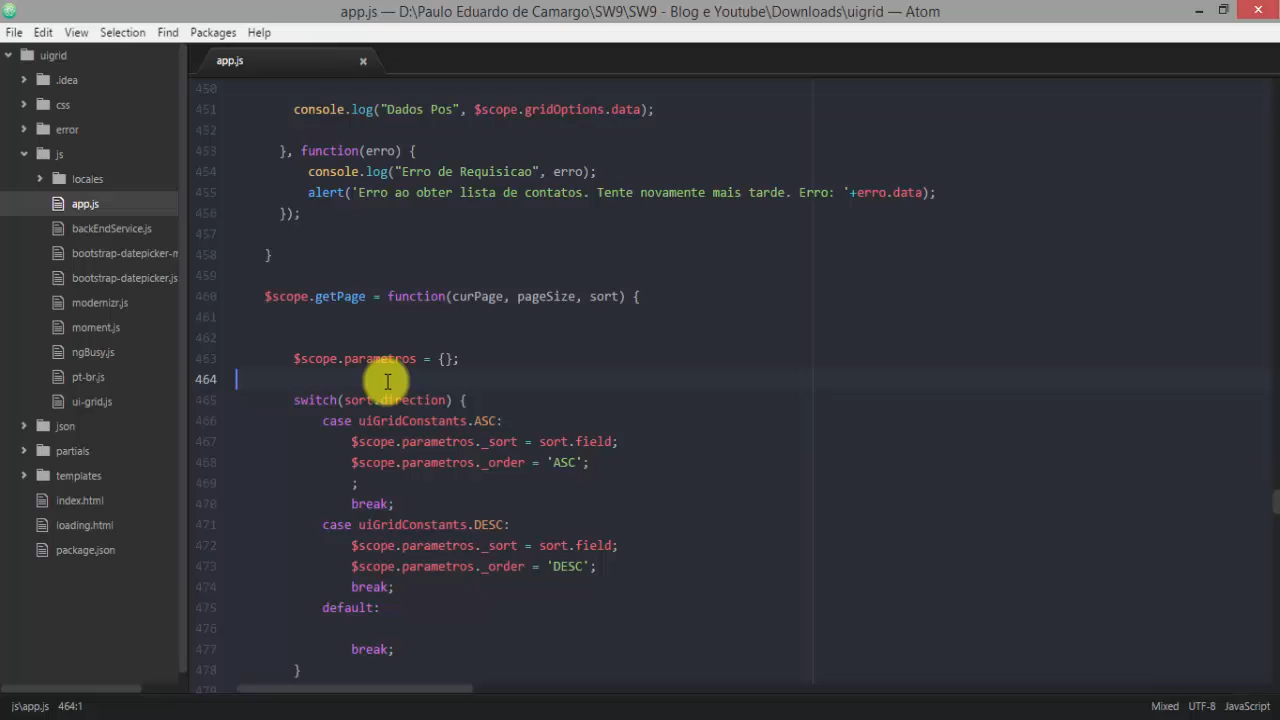 app.js — D:\Paulo Eduardo de Camargo\SW9\SW9 - Blog e Youtube\Downloads\uigrid — Atom
File Edit View Selection Find Packages Help
uigrid
.idea
css
error
js
locales
app.js
backEndService.js
bootstrap-datepicker-m
bootstrap-datepicker.js
modernizr.js
moment.js
ngBusy.js
pt-br.js
ui-grid.js
json
partials
templates
index.html
loading.html
package.json
app.js
450
451 console.log("Dados Pos", $scope.gridOptions.data);
452
453 }, function(erro) {
454 console.log("Erro de Requisicao", erro);
455 alert('Erro ao obter lista de contatos. Tente novamente mais tarde. Erro: '+erro.data);
456 });
457
458 }
459
460 $scope.getPage = function(curPage, pageSize, sort) {
461
462
463 $scope.parametros = {};
464
465 switch(sort.direction) {
466 case uiGridConstants.ASC:
467 $scope.parametros._sort = sort.field;
468 $scope.parametros._order = 'ASC';
469 ;
470 break;
471 case uiGridConstants.DESC:
472 $scope.parametros._sort = sort.field;
473 $scope.parametros._order = 'DESC';
474 break;
475 default:
476
477 break;
478 }
479
js\app.js 464:1
Mixed UTF-8 JavaScript